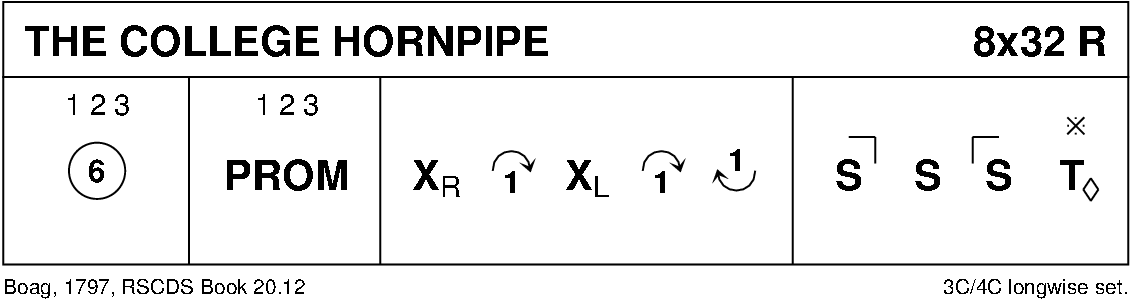 THE COLLEGE HORNPIPE 8x32 R
1 2 3 1 2 3
6 PROM XR 1 XL 1 1 S S S T
Boag, 1797, RSCDS Book 20.12 3C/4C longwise set.